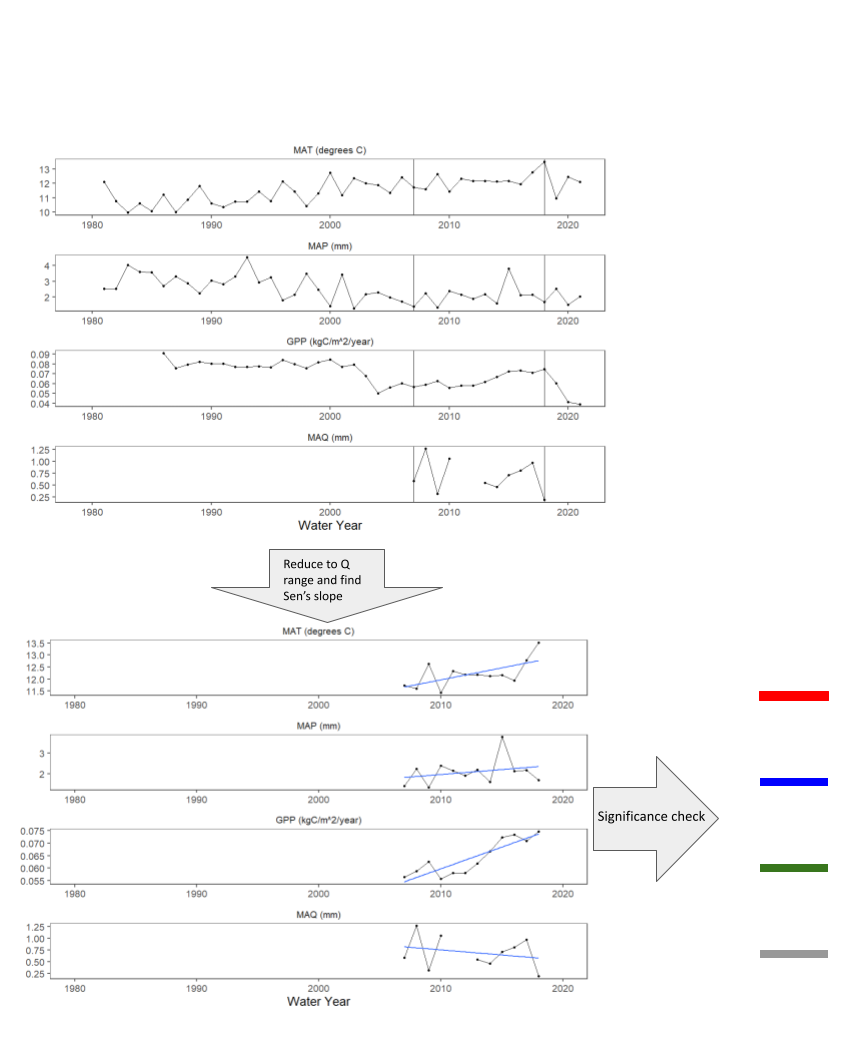 MAT (degrees C)
13
12
11
10
1980 1990 2000 2010 2020
MAP (mm)
4
3
2
1980 1990 2000 2010 2020
GPP (kgC/m^2/year)
0.09
0.08
0.07
0.06
0.05
0.04
1980 1990 2000 2010 2020
MAQ (mm)
1.25
1.00
0.75
0.50
0.25
1980 1990 2000 2010 2020
Water Year
Reduce to Q
range and find
Sen's slope
MAT (degrees C)
13.5
13.0
12.5
12.0
11.5
1980 1990 2000 2010 2020
MAP (mm)
3
2
1980 1990 2000 2010 2020
Significance check
GPP (kgC/m^2/year)
0.075
0.070
0.065
0.060
0.055
1980 1990 2000 2010 2020
MAQ (mm)
1.25
1.00
0.75
0.50
0.25
1980 1990 2000 2010 2020
Water Year